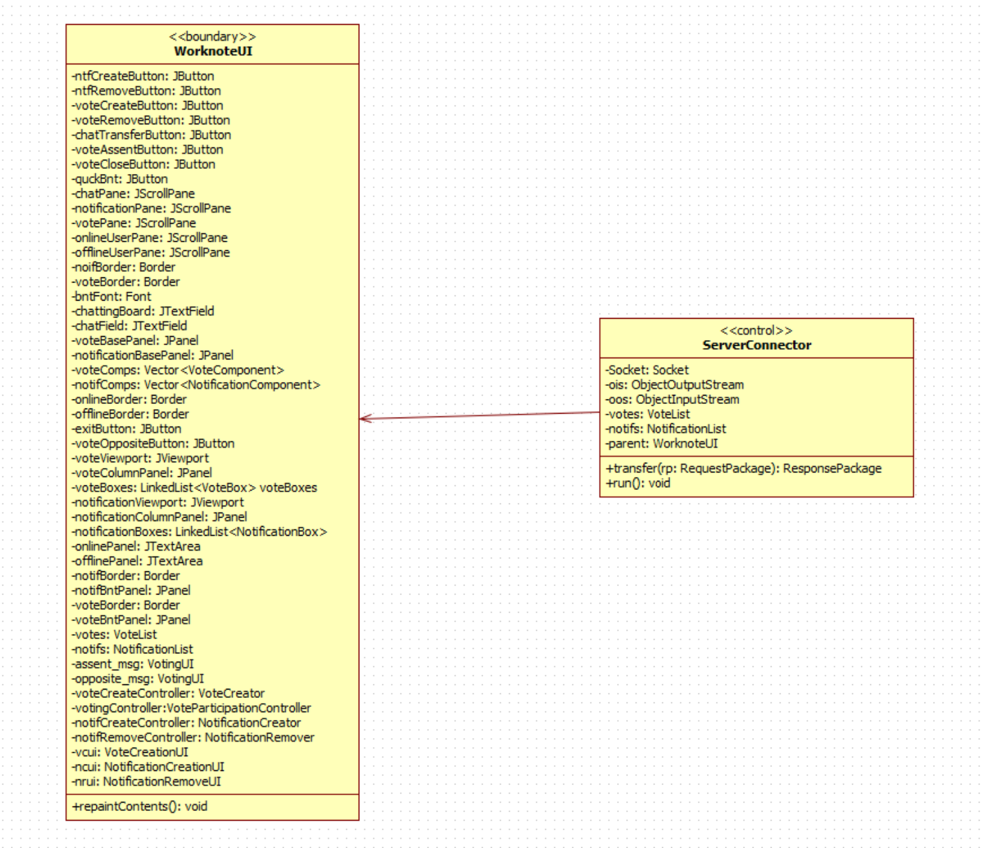 <<boundary>>
WorknoteUI
-ntfCreateButton: JButton
-ntfRemoveButton: JButton
-voteCreateButton: JButton
-voteRemoveButton: JButton
-chatTransferButton: JButton
-voteAssentButton: JButton
-voteCloseButton: JButton
-quckBnt: JButton
-chatPane: JScrollPane
-notificationPane: JScrollPane
-votePane: JScrollPane
-onlineUserPane: JScrollPane
-offlineUserPane: JScrollPane
-noifBorder: Border
-voteBorder: Border
-bntFont: Font
-chattingBoard: JTextField
-chatField: JTextField
-voteBasePanel: JPanel
-notificationBasePanel: JPanel
-voteComps: Vector<VoteComponent>
-notifComps: Vector<NotificationComponent>
-onlineBorder: Border
-offlineBorder: Border
-exitButton: JButton
-voteOppositeButton: JButton
-voteViewport: JViewport
-voteColumnPanel: JPanel
-voteBoxes: LinkedList<VoteBox> voteBoxes
-notificationViewport: JViewport
-notificationColumnPanel: JPanel
-notificationBoxes: LinkedList<NotificationBox>
-onlinePanel: JTextArea
-offlinePanel: JTextArea
-notifBorder: Border
-notifBntPanel: JPanel
-voteBorder: Border
-voteBntPanel: JPanel
-votes: VoteList
-notifs: NotificationList
-assent_msg: VotingUI
-opposite_msg: VotingUI
-voteCreateController: VoteCreator
-votingController:VoteParticipationController
-notifCreateController: NotificationCreator
-notifRemoveController: NotificationRemover
-vcui: VoteCreationUI
-ncui: NotificationCreationUI
-nrui: NotificationRemoveUI
+repaintContents(): void
<<control>>
ServerConnector
-Socket: Socket
-ois: ObjectOutputStream
-oos: ObjectInputStream
-votes: VoteList
-notifs: NotificationList
-parent: WorknoteUI
+transfer(rp: RequestPackage): ResponsePackage
+run(): void